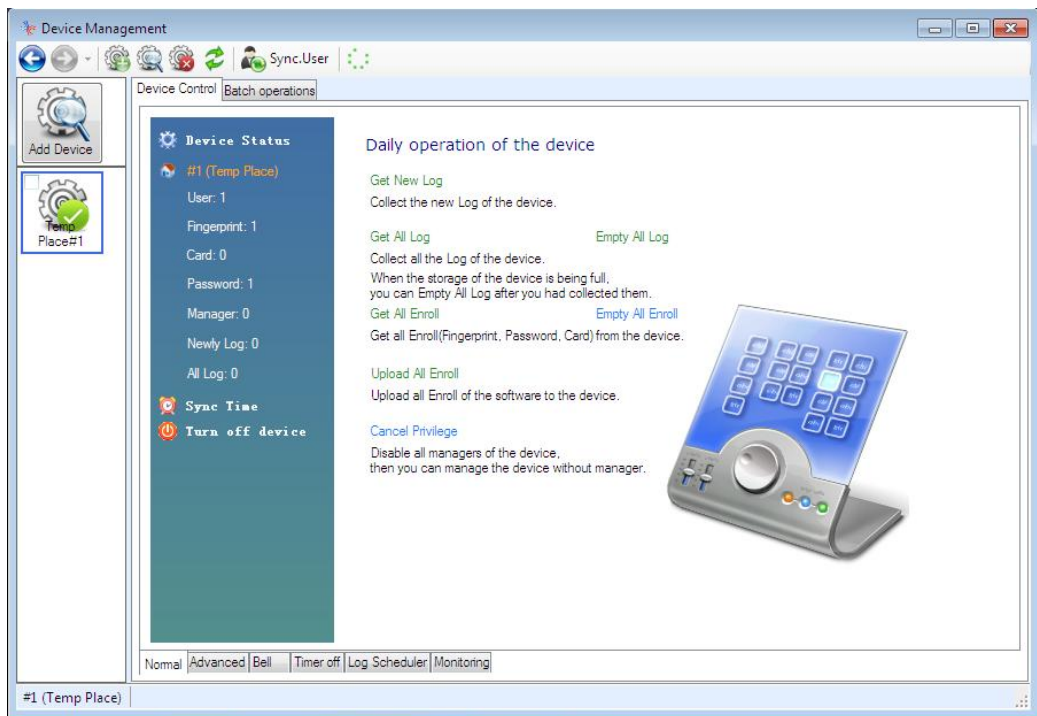 Device Management
Sync.User
Add Device
Temp
Place#1
Device Control Batch operations
Device Status
#1 (Temp Place)
User: 1
Fingerprint: 1
Card: 0
Password: 1
Manager: 0
Newly Log: 0
All Log: 0
Sync Time
Turn off device
Daily operation of the device
Get New Log
Collect the new Log of the device.
Get All Log Empty All Log
Collect all the Log of the device.
When the storage of the device is being full,
you can Empty All Log after you had collected them.
Get All Enroll Empty All Enroll
Get all Enroll(Fingerprint, Password, Card) from the device.
Upload All Enroll
Upload all Enroll of the software to the device.
Cancel Privilege
Disable all managers of the device,
then you can manage the device without manager.
Normal Advanced Bell Timer off Log Scheduler Monitoring
#1 (Temp Place)